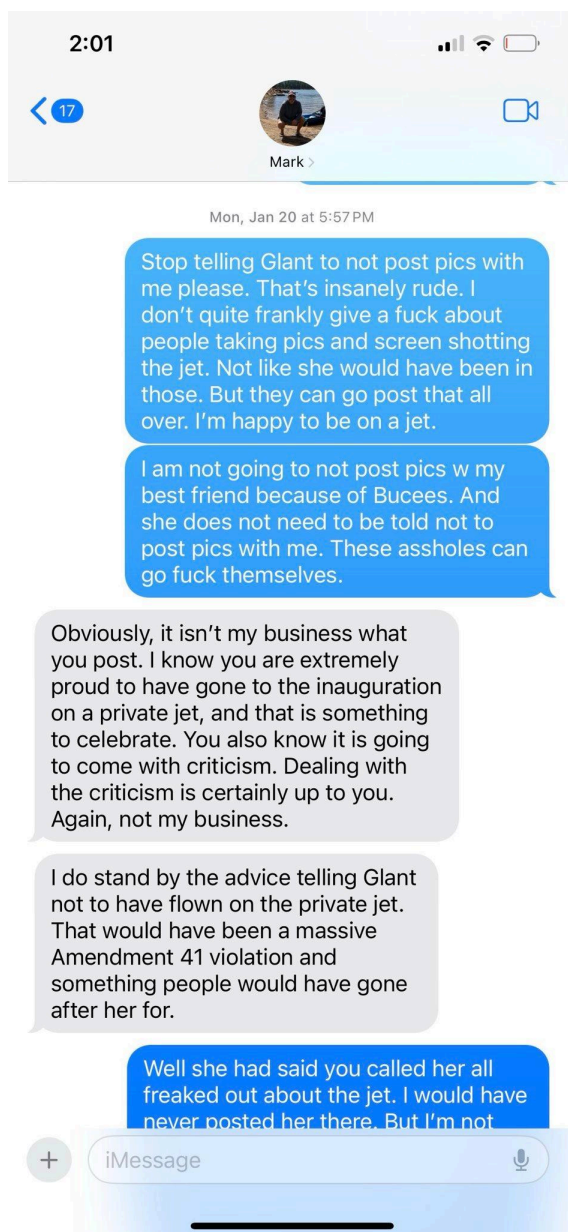 2:01
17
Mark
Mon, Jan 20 at 5:57 PM
Stop telling Glant to not post pics with
me please. That's insanely rude. I
don't quite frankly give a fuck about
people taking pics and screen shotting
the jet. Not like she would have been in
those. But they can go post that all
over. I'm happy to be on a jet.
I am not going to not post pics w my
best friend because of Bucees. And
she does not need to be told not to
post pics with me. These assholes can
go fuck themselves.
Obviously, it isn't my business what
you post. I know you are extremely
proud to have gone to the inauguration
on a private jet, and that is something
to celebrate. You also know it is going
to come with criticism. Dealing with
the criticism is certainly up to you.
Again, not my business.
I do stand by the advice telling Glant
not to have flown on the private jet.
That would have been a massive
Amendment 41 violation and
something people would have gone
after her for.
Well she had said you called her all
freaked out about the jet. I would have
never posted her there. But I'm not
iMessage